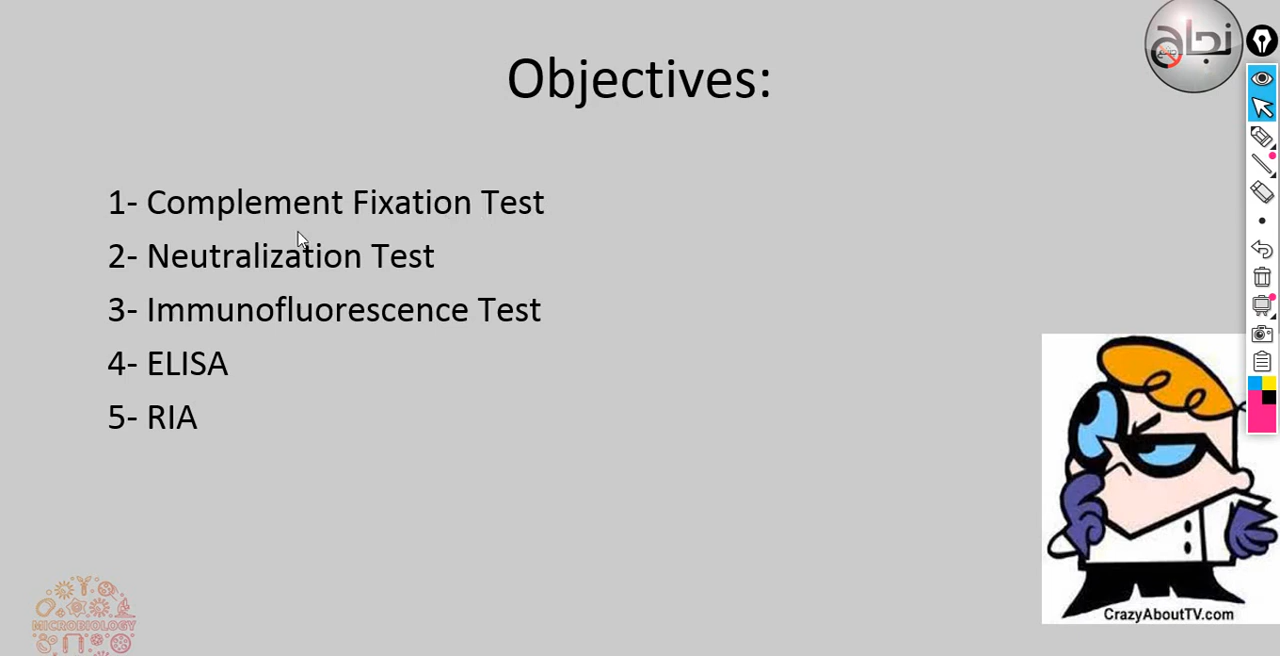 نجاح
Objectives:
1- Complement Fixation Test
2- Neutralization Test
3- Immunofluorescence Test
4- ELISA
5- RIA
CrazyAboutTV.com
MICROBIOLOGY